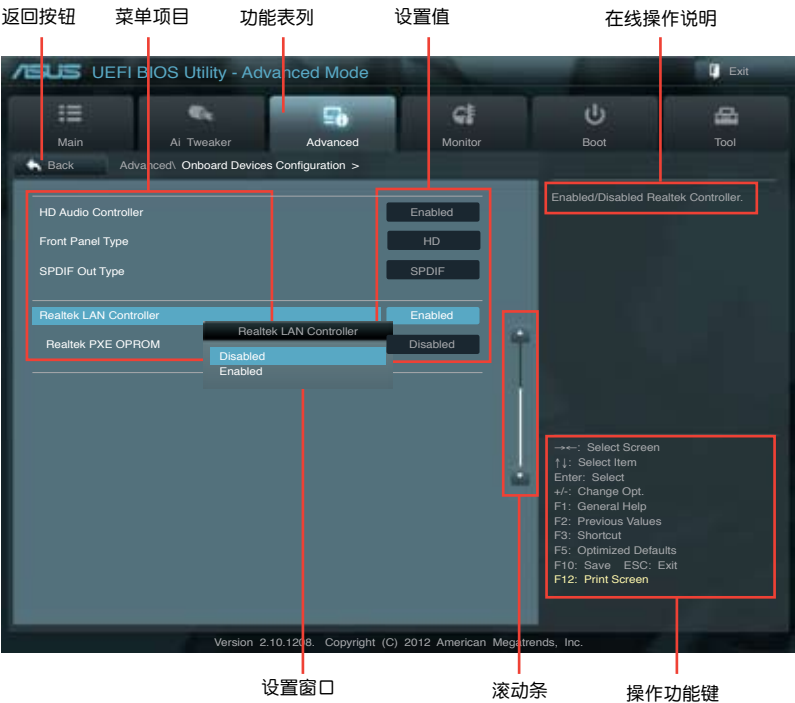 返回按钮 菜单项目 功能表列 设置值 在线操作说明
ASUS UEFI BIOS Utility - Advanced Mode Exit
Main Ai Tweaker Advanced Monitor Boot Tool
Back Advanced\ Onboard Devices Configuration >
Enabled/Disabled Realtek Controller.
HD Audio Controller Enabled
Front Panel Type HD
SPDIF Out Type SPDIF
Realtek LAN Controller Enabled
Realtek PXE OPROM Disabled
Realtek LAN Controller
Disabled
Enabled
→←: Select Screen
↑↓: Select Item
Enter: Select
+/-: Change Opt.
F1: General Help
F2: Previous Values
F3: Shortcut
F5: Optimized Defaults
F10: Save ESC: Exit
F12: Print Screen
Version 2.10.1208. Copyright (C) 2012 American Megatrends, Inc.
设置窗口 滚动条 操作功能键